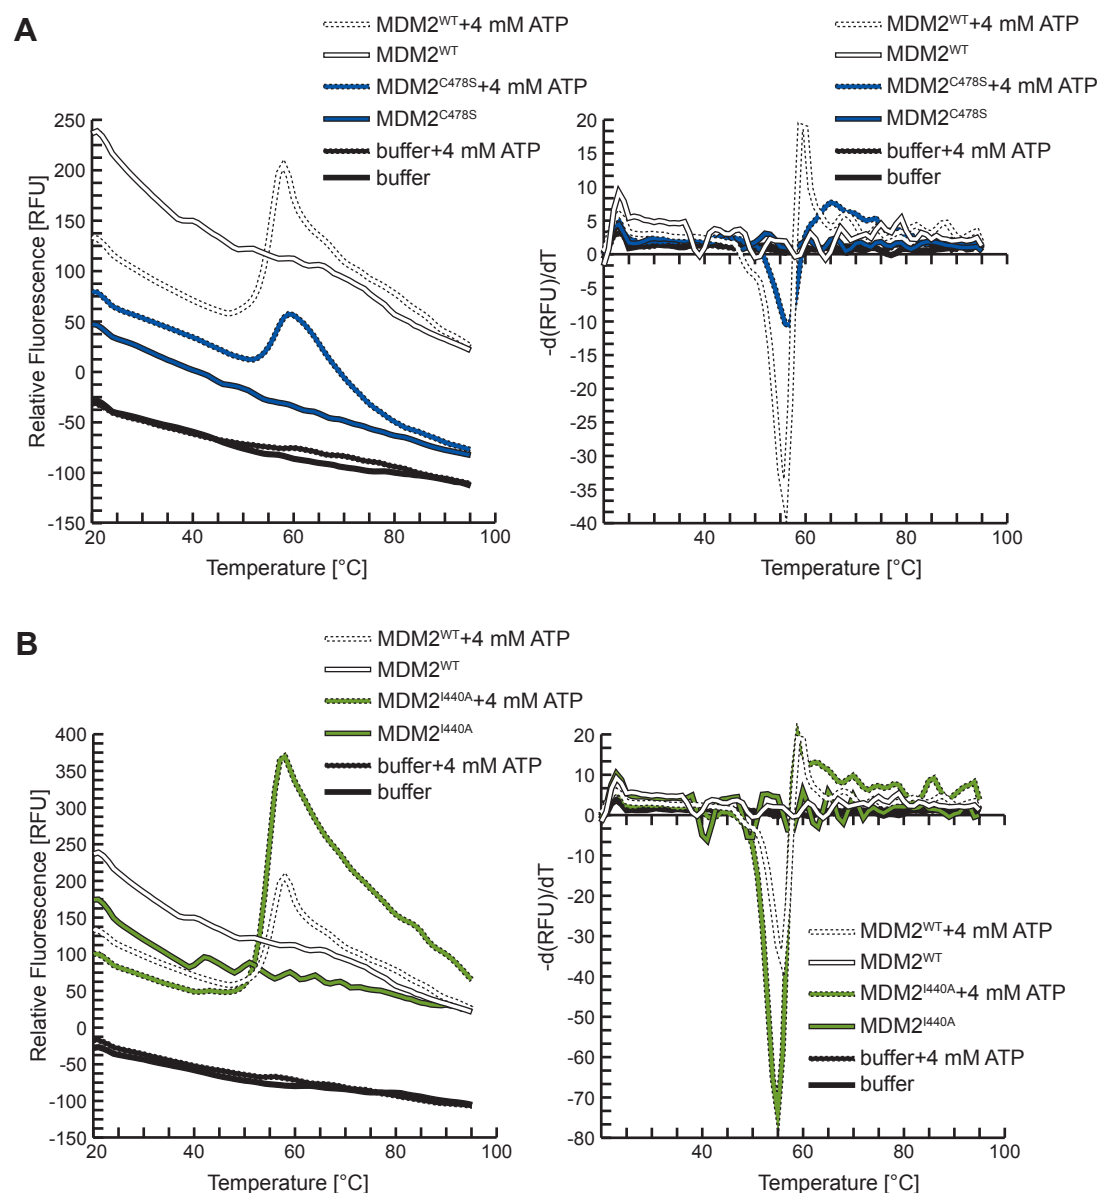 A
MDM2WT+4 mM ATP
MDM2WT
MDM2C478S+4 mM ATP
MDM2C478S
buffer+4 mM ATP
buffer
250
200
150
100
50
0
-50
-100
-150
20
40
60
80
100
Relative Fluorescence [RFU]
Temperature [°C]
MDM2WT+4 mM ATP
MDM2WT
MDM2C478S+4 mM ATP
MDM2C478S
buffer+4 mM ATP
buffer
20
15
10
5
0
-5
-10
-15
-20
-25
-30
-35
-40
40
60
80
100
-d(RFU)/dT
Temperature [°C]
B
MDM2WT+4 mM ATP
MDM2WT
MDM2I440A+4 mM ATP
MDM2I440A
buffer+4 mM ATP
buffer
400
350
300
250
200
150
100
50
0
-50
-100
-150
20
40
60
80
100
Relative Fluorescence [RFU]
Temperature [°C]
20
10
0
-10
-20
-30
-40
-50
-60
-70
-80
40
60
80
100
-d(RFU)/dT
Temperature [°C]
MDM2WT+4 mM ATP
MDM2WT
MDM2I440A+4 mM ATP
MDM2I440A
buffer+4 mM ATP
buffer